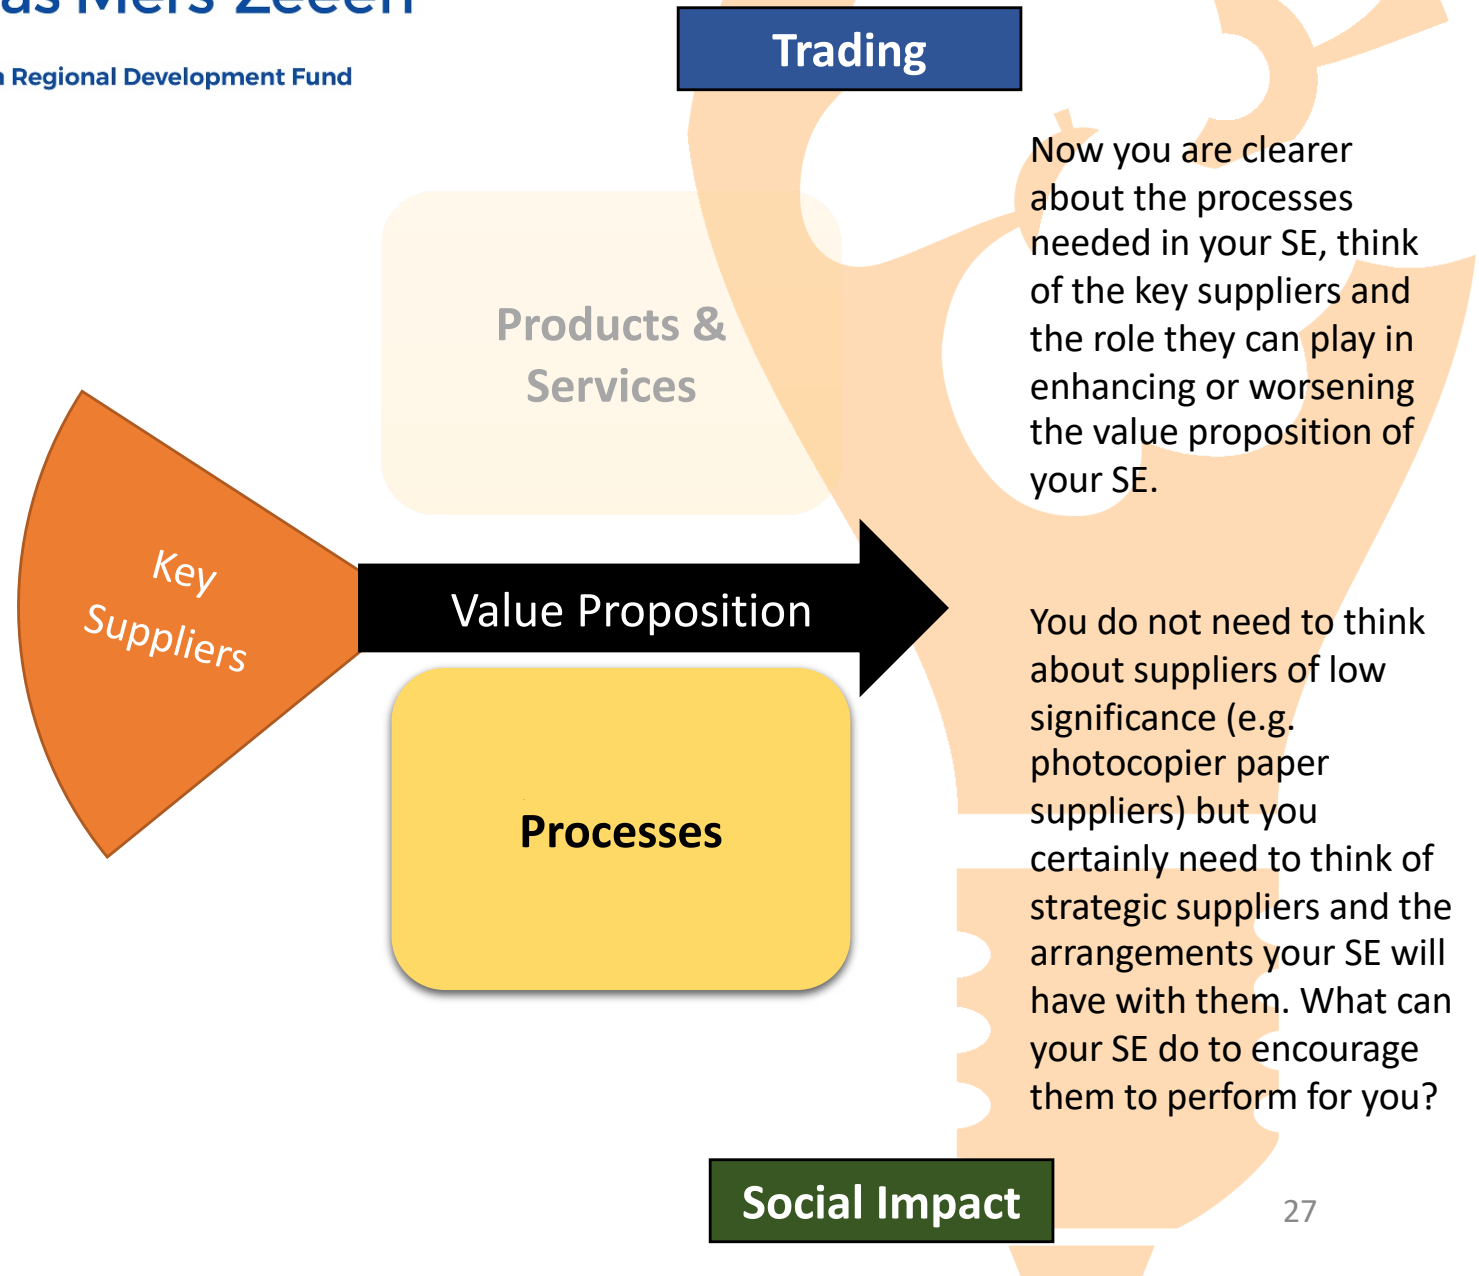 as Mers Zeeën
Regional Development Fund
Trading
Now you are clearer
about the processes
needed in your SE, think
of the key suppliers and
the role they can play in
enhancing or worsening
the value proposition of
your SE.
Products &
Services
Key
Suppliers
Value Proposition
You do not need to think
about suppliers of low
significance (e.g.
photocopier paper
suppliers) but you
certainly need to think of
strategic suppliers and the
arrangements your SE will
have with them. What can
your SE do to encourage
them to perform for you?
Processes
Social Impact
27